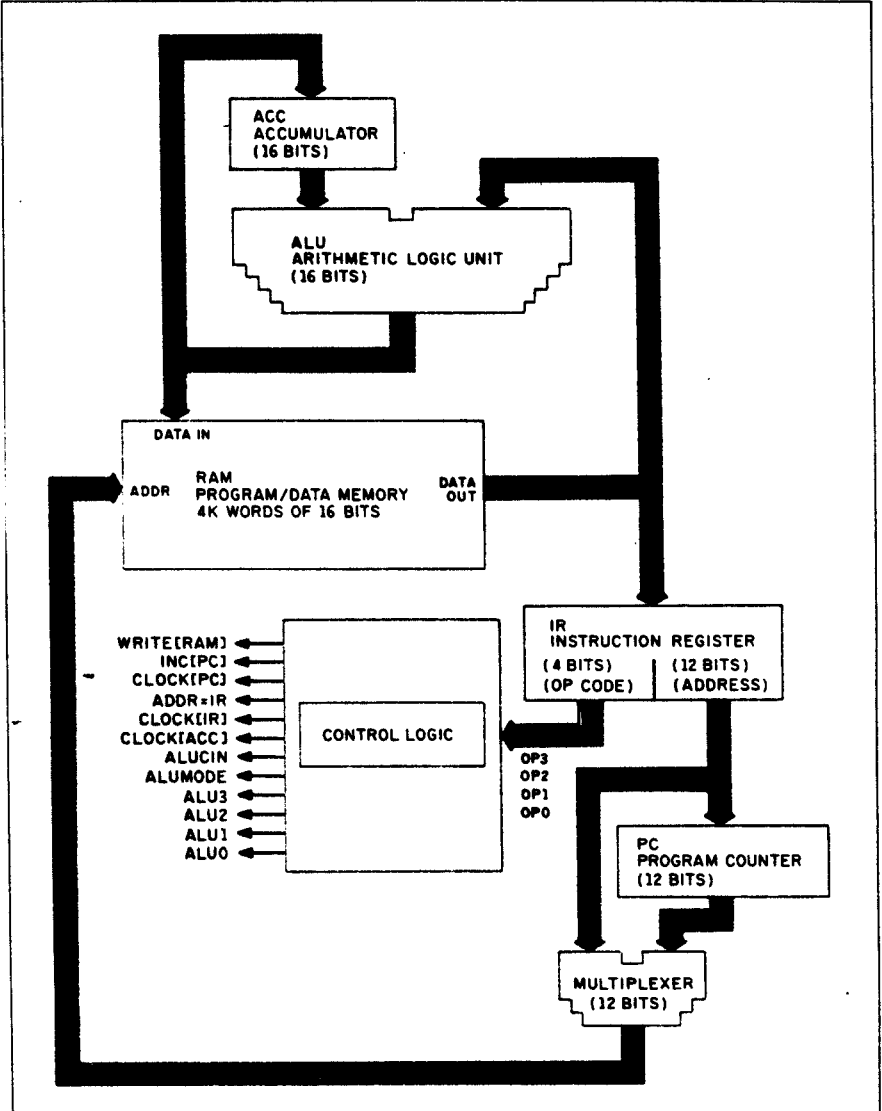 ACC
ACCUMULATOR
(16 BITS)
ALU
ARITHMETIC LOGIC UNIT
(16 BITS)
DATA IN
ADDR
RAM
PROGRAM/DATA MEMORY
4K WORDS OF 16 BITS
DATA
OUT
IR
INSTRUCTION REGISTER
(4 BITS) (12 BITS)
(OP CODE) (ADDRESS)
WRITE[RAM]
INC[PC]
CLOCK[PC]
ADDR=IR
CLOCK[IR]
CLOCK[ACC]
ALUCIN
ALUMODE
ALU3
ALU2
ALU1
ALU0
CONTROL LOGIC
OP3
OP2
OP1
OP0
PC
PROGRAM COUNTER
(12 BITS)
MULTIPLEXER
(12 BITS)